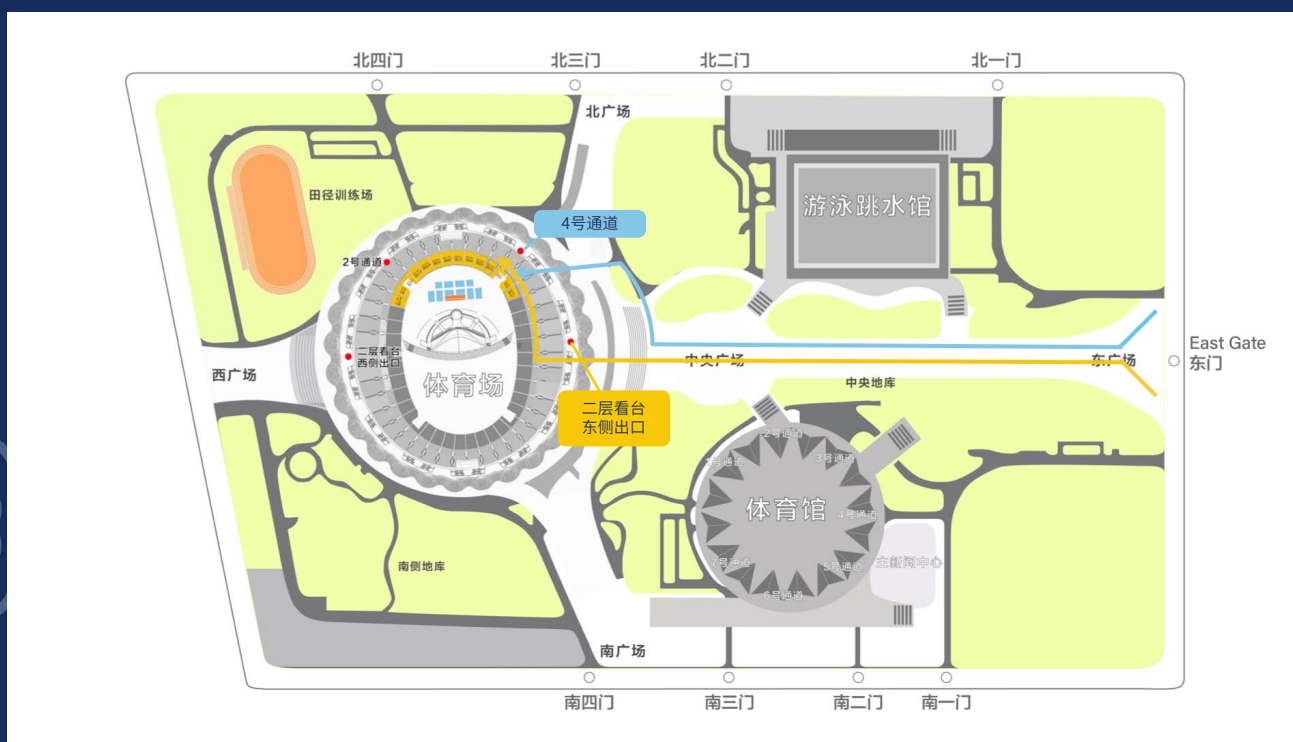 北四门
北三门
北二门
北一门
北广场
田径训练场
游泳跳水馆
4号通道
2号通道
二层看台
西侧出口
西广场
体育场
中央广场
东广场
East Gate
东门
中央地库
二层看台
东侧出口
2号通道
1号通道
3号通道
体育馆
4号通道
主新闻中心
南侧地库
7号通道
5号通道
6号通道
南广场
南四门
南三门
南二门
南一门